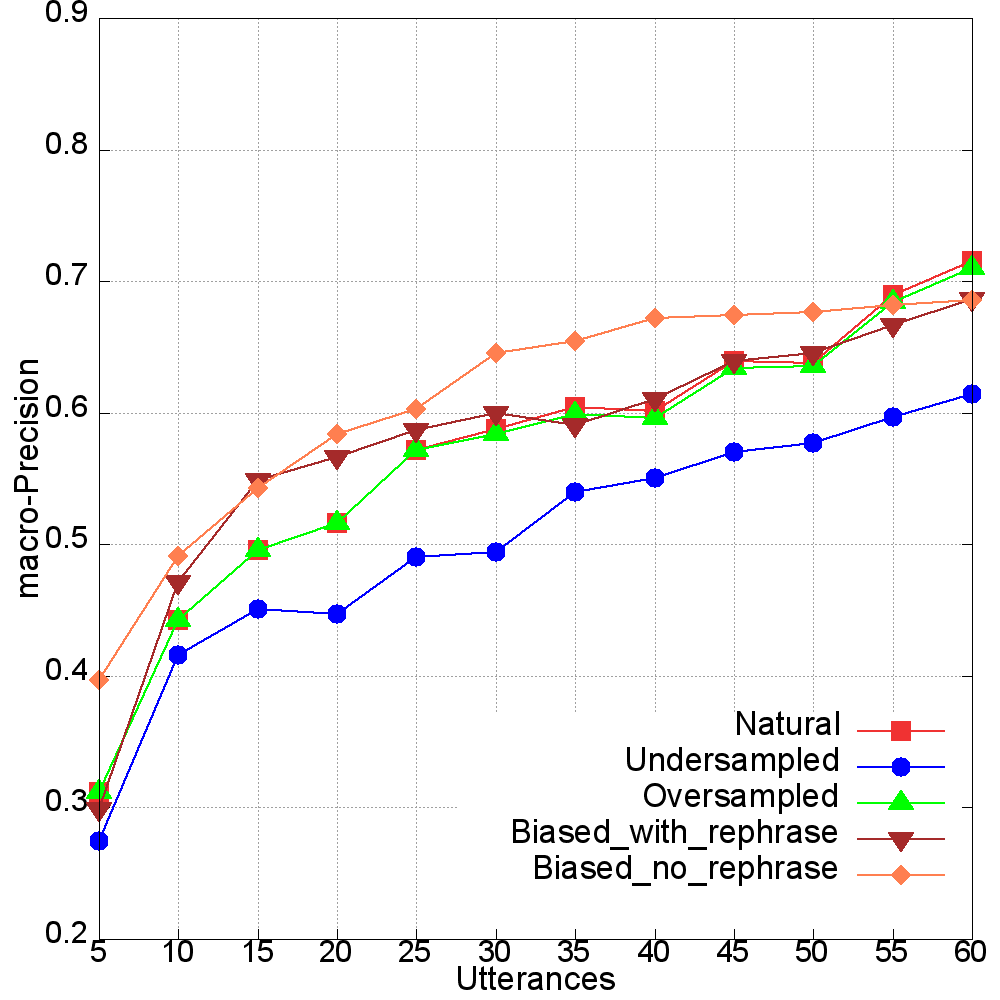 0.9
0.8
0.7
0.6
0.5
0.4
0.3
0.2
macro-Precision
Natural
Undersampled
Oversampled
Biased_with_rephrase
Biased_no_rephrase
5 10 15 20 25 30 35 40 45 50 55 60
Utterances